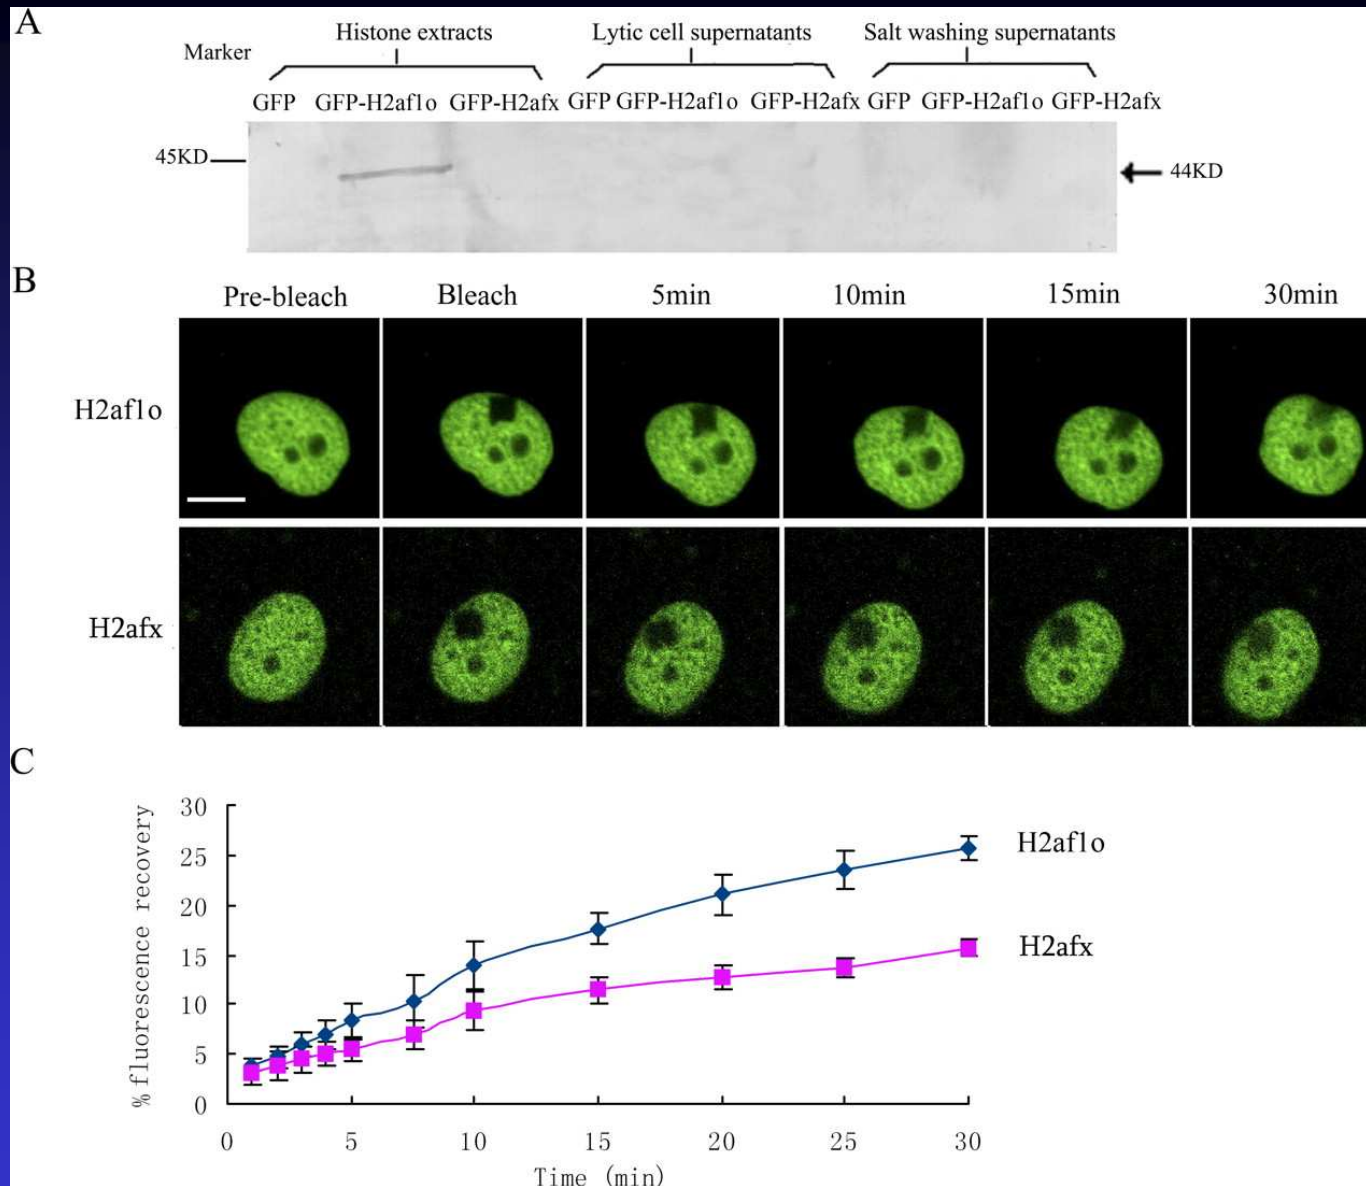 A
Histone extracts Lytic cell supernatants Salt washing supernatants
Marker
GFP GFP-H2af1o GFP-H2afx GFP GFP-H2af1o GFP-H2afx GFP GFP-H2af1o GFP-H2afx
45KD
44KD
B
Pre-bleach Bleach 5min 10min 15min 30min
H2af1o
H2afx
C
% fluorescence recovery
30
25
20
15
10
5
0
H2af1o
H2afx
0 5 10 15 20 25 30
Time (min)